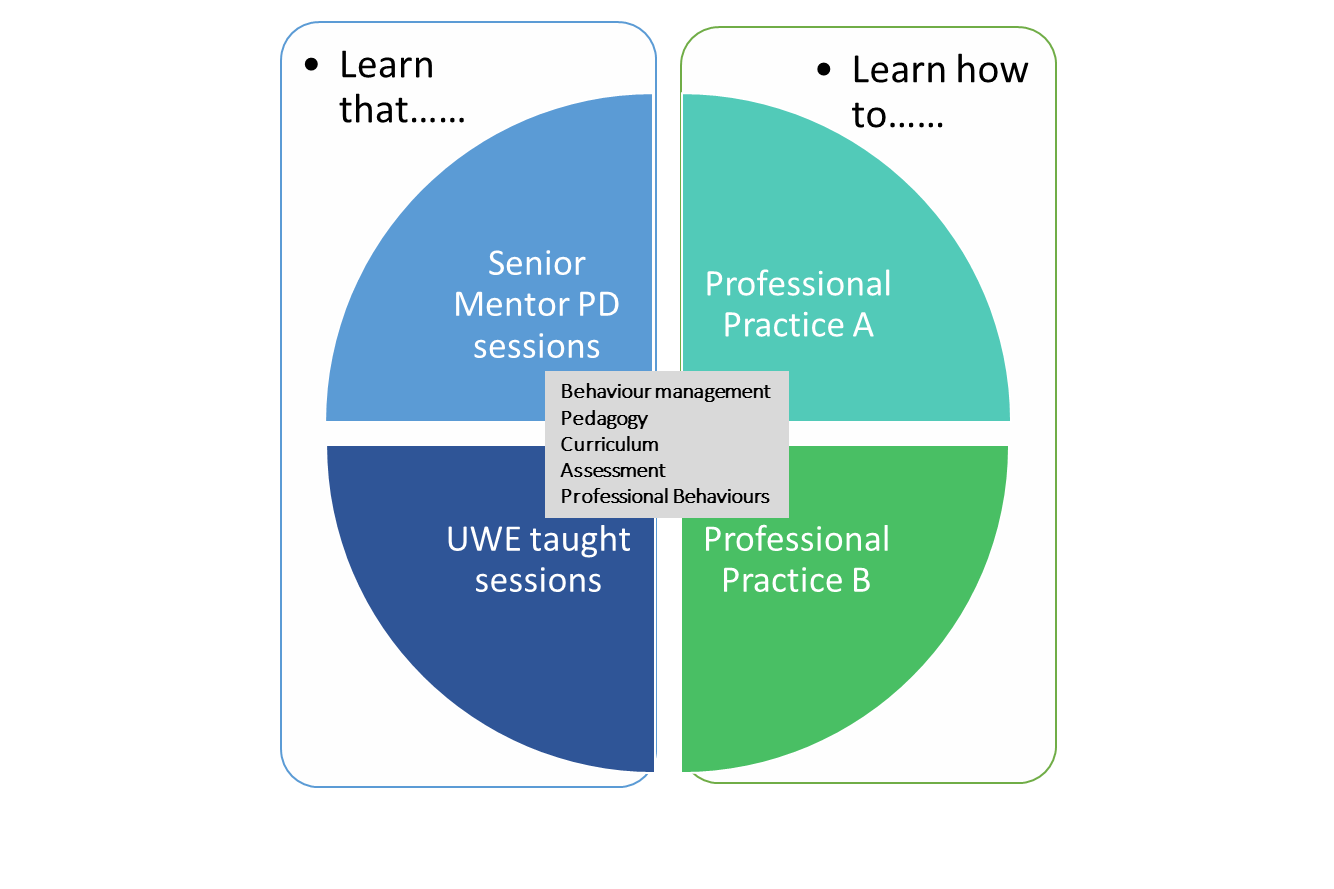 • Learn
that......
• Learn how
to......
Senior
Mentor PD
sessions
Professional
Practice A
Behaviour management
Pedagogy
Curriculum
Assessment
Professional Behaviours
UWE taught
sessions
Professional
Practice B